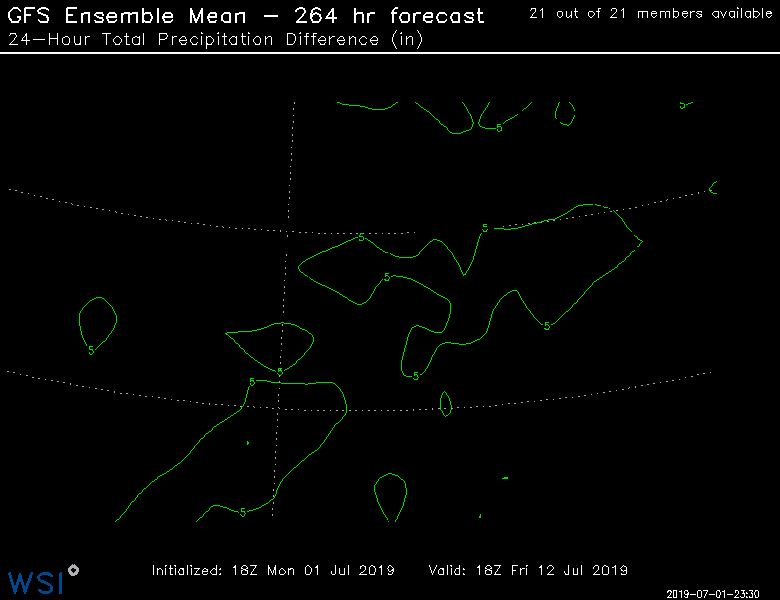 GFS Ensemble Mean – 264 hr forecast
21 out of 21 members available
24–Hour Total Precipitation Difference (in)
5
5
5
5
5
5
5
5
5
5
WSI
Initialized: 18Z Mon 01 Jul 2019
Valid: 18Z Fri 12 Jul 2019
2019-07-01-23:30